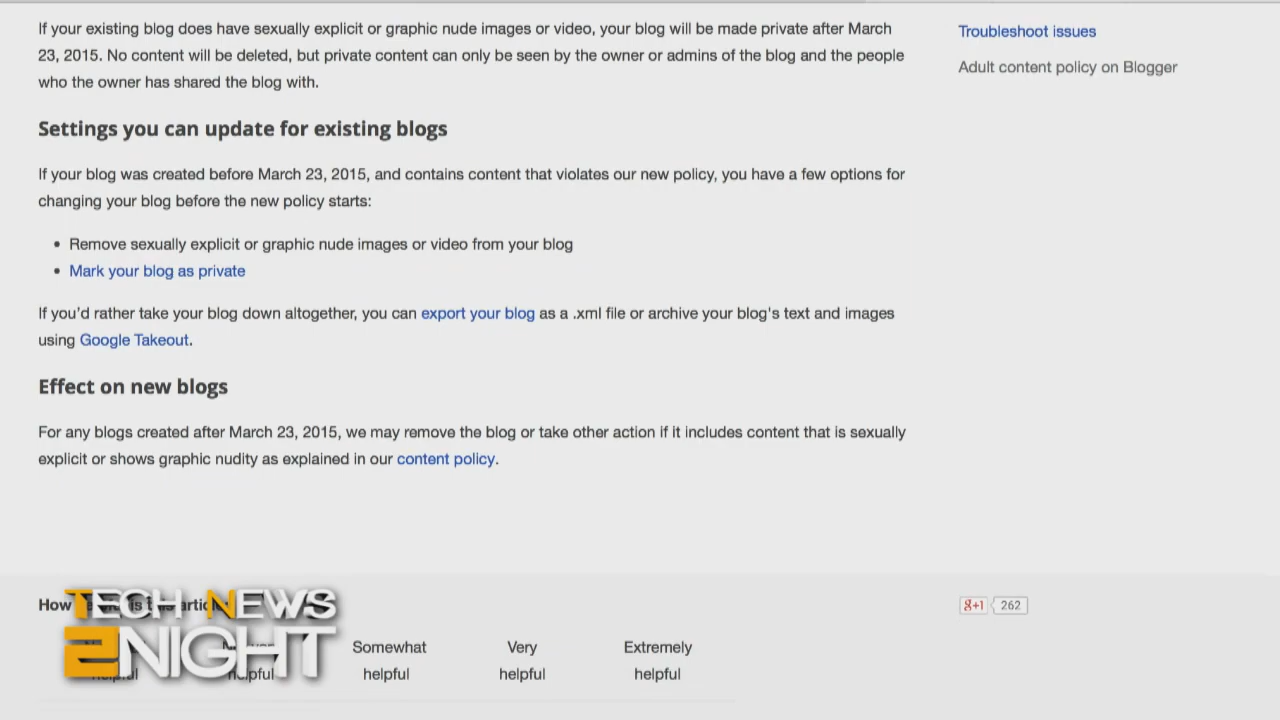 If your existing blog does have sexually explicit or graphic nude images or video, your blog will be made private after March
23, 2015. No content will be deleted, but private content can only be seen by the owner or admins of the blog and the people
who the owner has shared the blog with.
Settings you can update for existing blogs
If your blog was created before March 23, 2015, and contains content that violates our new policy, you have a few options for
changing your blog before the new policy starts:
• Remove sexually explicit or graphic nude images or video from your blog
• Mark your blog as private
If you'd rather take your blog down altogether, you can export your blog as a .xml file or archive your blog's text and images
using Google Takeout.
Effect on new blogs
For any blogs created after March 23, 2015, we may remove the blog or take other action if it includes content that is sexually
explicit or shows graphic nudity as explained in our content policy.
Troubleshoot issues
Adult content policy on Blogger
How
TECH NEWS
2NIGHT
Somewhat
helpful
Very
helpful
Extremely
helpful
g+1 262